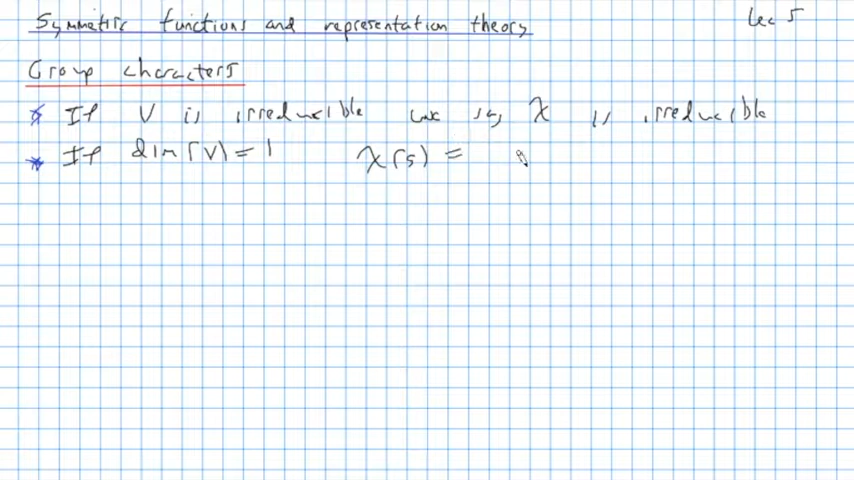 Symmetric functions and representation theory Lec 5
Group characters
* If V is irreducible we say χ is irreducible
* If dim(V) = 1 χ(s) =